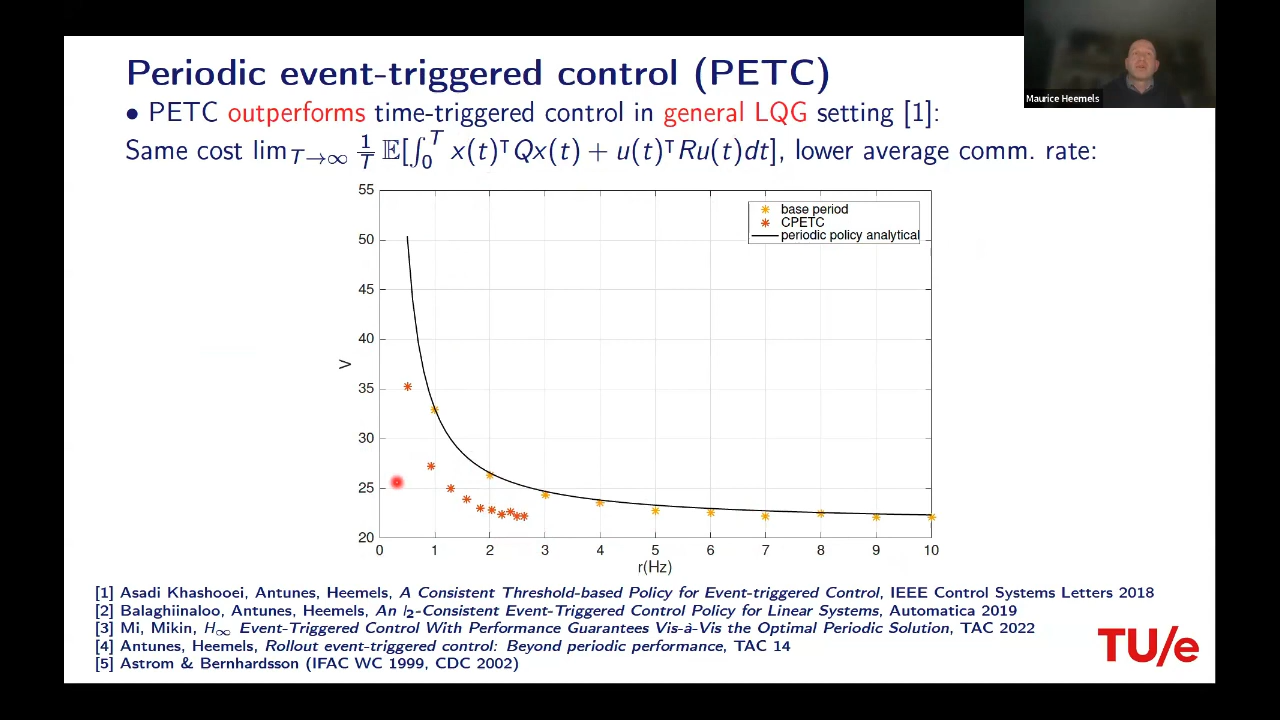 Periodic event-triggered control (PETC)
Maurice Heemels
• PETC outperforms time-triggered control in general LQG setting [1]:
Same cost lim_{T→∞} 1/T 𝔼[∫₀ᵀ x(t)ᵀQx(t) + u(t)ᵀRu(t)dt], lower average comm. rate:
55
50
45
40
35
30
25
20
V
base period
CPETC
periodic policy analytical
0 1 2 3 4 5 6 7 8 9 10
r(Hz)
[1] Asadi Khashooei, Antunes, Heemels, A Consistent Threshold-based Policy for Event-triggered Control, IEEE Control Systems Letters 2018
[2] Balaghiinaloo, Antunes, Heemels, An l₂-Consistent Event-Triggered Control Policy for Linear Systems, Automatica 2019
[3] Mi, Mikin, H∞ Event-Triggered Control With Performance Guarantees Vis-à-Vis the Optimal Periodic Solution, TAC 2022
[4] Antunes, Heemels, Rollout event-triggered control: Beyond periodic performance, TAC 14
[5] Astrom & Bernhardsson (IFAC WC 1999, CDC 2002)
TU/e